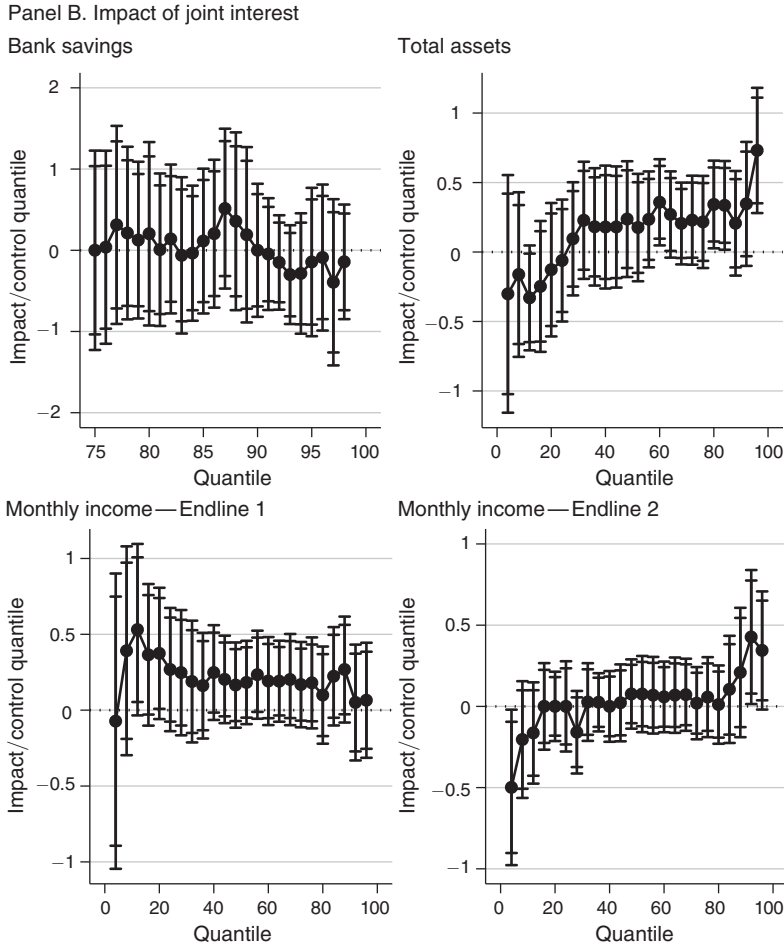 Panel B. Impact of joint interest
Bank savings
Total assets
Impact/control quantile
2
1
0
−1
−2
75 80 85 90 95 100
Quantile
Impact/control quantile
1
0.5
0
−0.5
−1
0 20 40 60 80 100
Quantile
Monthly income—Endline 1
Monthly income—Endline 2
Impact/control quantile
1
0.5
0
−0.5
−1
0 20 40 60 80 100
Quantile
Impact/control quantile
1
0.5
0
−0.5
−1
0 20 40 60 80 100
Quantile